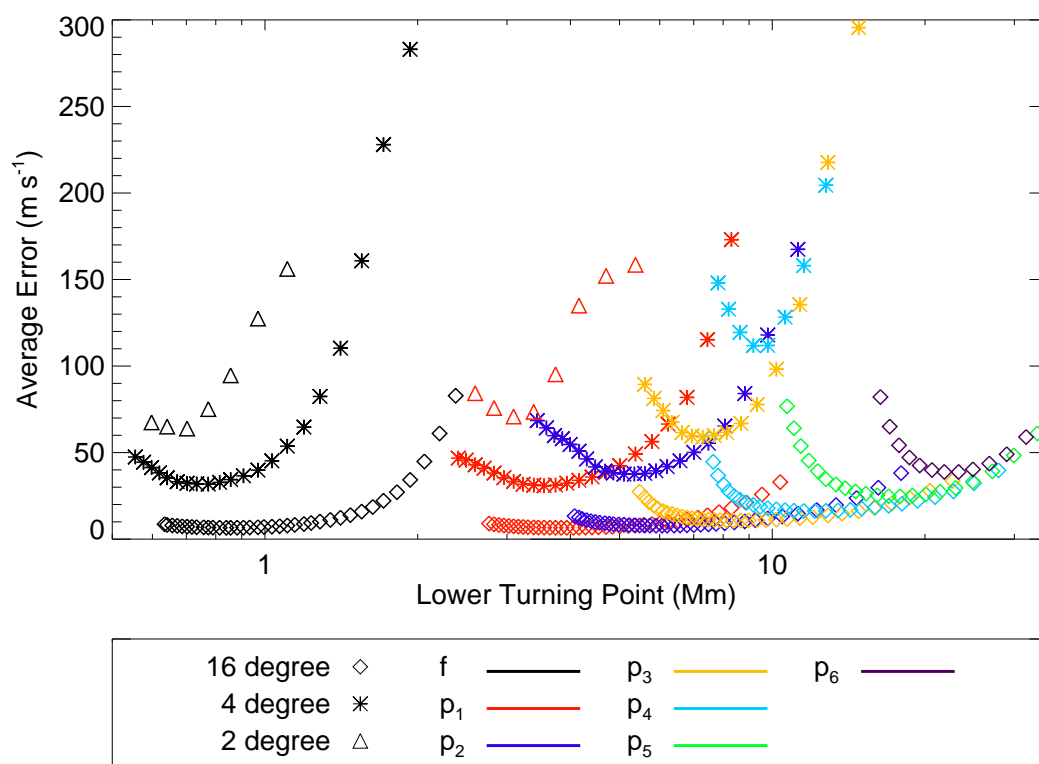 300
250
200
150
100
50
0
Average Error (m s⁻¹)
1 10
Lower Turning Point (Mm)
16 degree f p₃ p₆
4 degree p₁ p₄
2 degree p₂ p₅